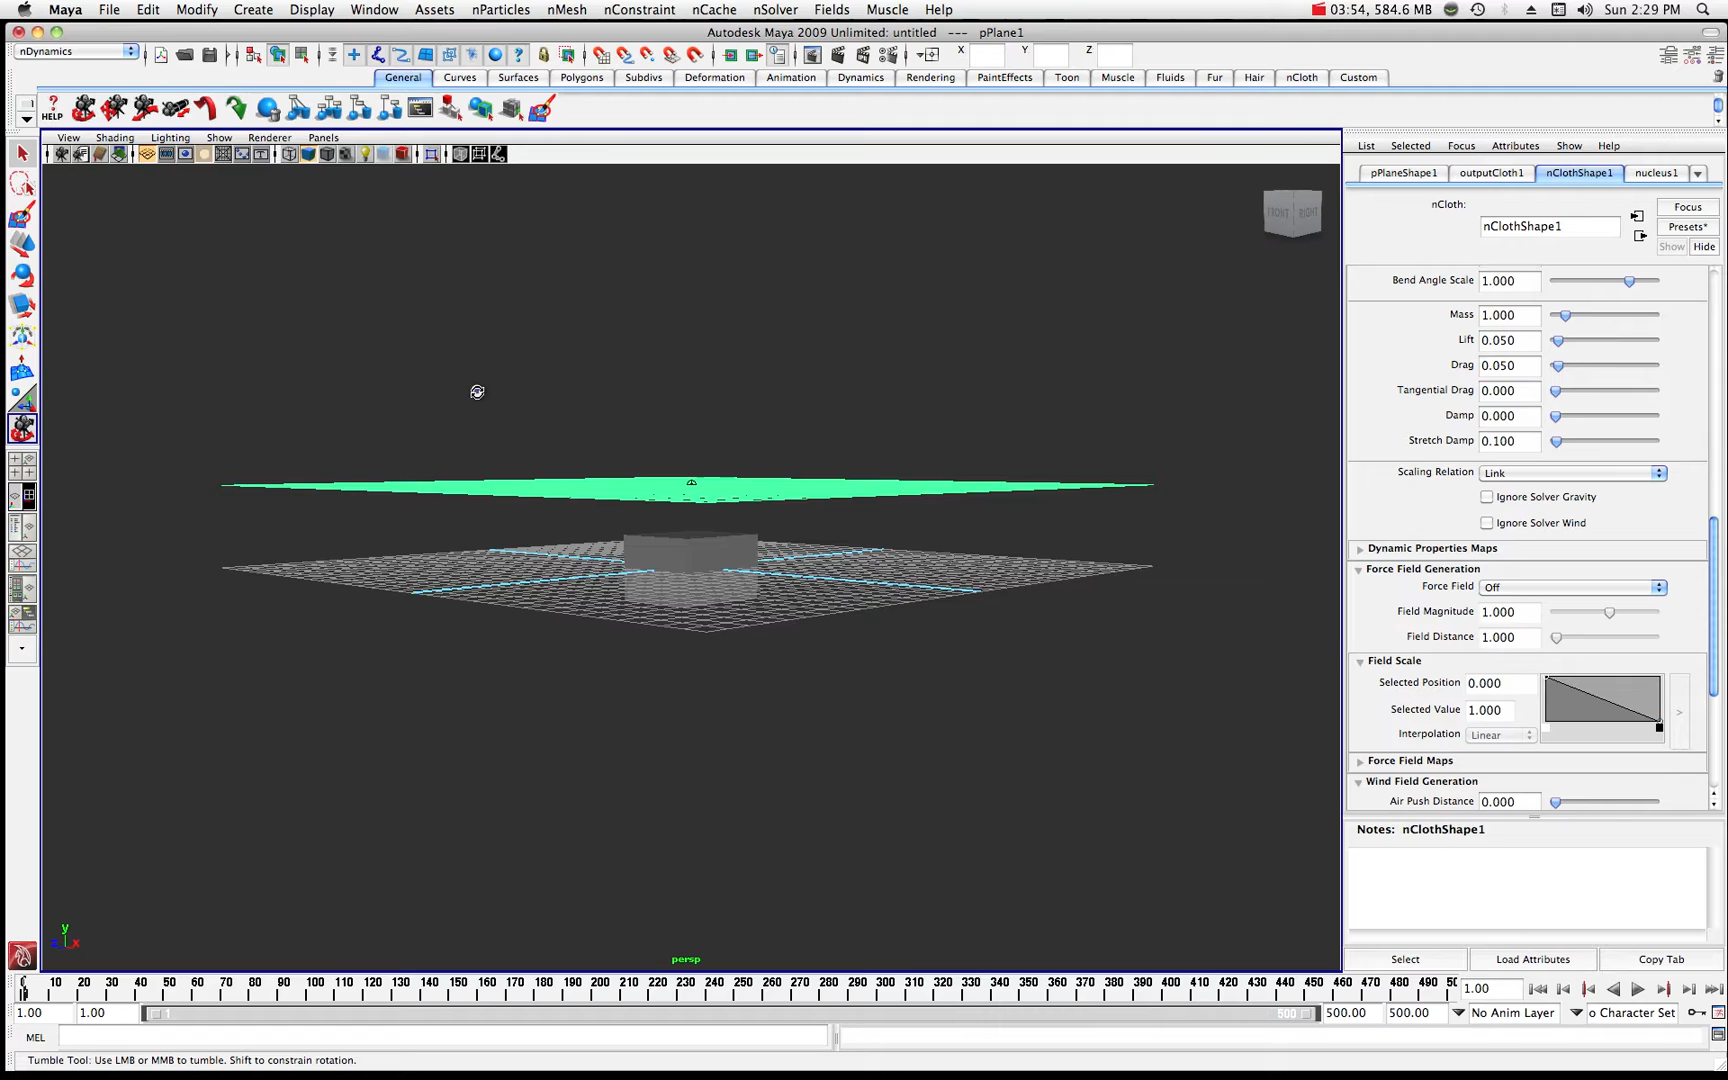 Maya File Edit Modify Create Display Window Assets nParticles nMesh nConstraint nCache nSolver Fields Muscle Help 03:54, 584.6 MB Sun 2:29 PM
Autodesk Maya 2009 Unlimited: untitled --- pPlane1
nDynamics X Y Z
General Curves Surfaces Polygons Subdivs Deformation Animation Dynamics Rendering PaintEffects Toon Muscle Fluids Fur Hair nCloth Custom
? HELP
View Shading Lighting Show Renderer Panels
List Selected Focus Attributes Show Help
pPlaneShape1 outputCloth1 nClothShape1 nucleus1
nCloth: nClothShape1
Focus
Presets*
Show Hide
FRONT RIGHT
Bend Angle Scale 1.000
Mass 1.000
Lift 0.050
Drag 0.050
Tangential Drag 0.000
Damp 0.000
Stretch Damp 0.100
Scaling Relation Link
Ignore Solver Gravity
Ignore Solver Wind
Dynamic Properties Maps
Force Field Generation
Force Field Off
Field Magnitude 1.000
Field Distance 1.000
Field Scale
Selected Position 0.000
Selected Value 1.000
Interpolation Linear
>
Force Field Maps
Wind Field Generation
Air Push Distance 0.000
Notes: nClothShape1
y
z x
persp
Select Load Attributes Copy Tab
10 20 30 40 50 60 70 80 90 100 110 120 130 140 150 160 170 180 190 200 210 220 230 240 250 260 270 280 290 300 310 320 330 340 350 360 370 380 390 400 410 420 430 440 450 460 470 480 490 50 1.00
1.00 1.00 1 500 500.00 500.00 No Anim Layer o Character Set
MEL
Tumble Tool: Use LMB or MMB to tumble. Shift to constrain rotation.